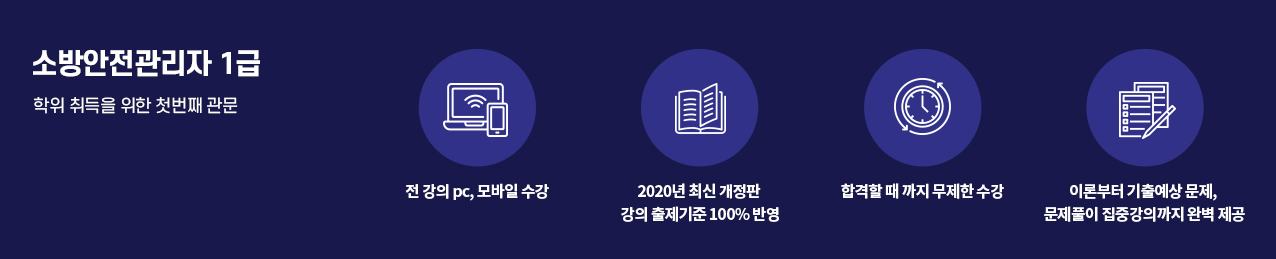 소방안전관리자 1급
학위 취득을 위한 첫번째 관문
전 강의 pc, 모바일 수강
2020년 최신 개정판
강의 출제기준 100% 반영
합격할 때 까지 무제한 수강
이론부터 기출예상 문제,
문제풀이 집중강의까지 완벽 제공